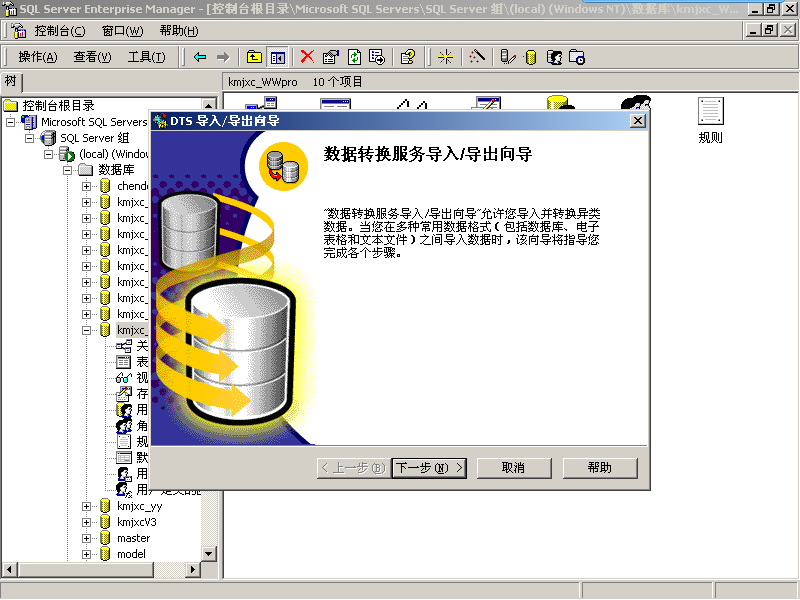 SQL Server Enterprise Manager - [控制台根目录\Microsoft SQL Servers\SQL Server 组\(local) (Windows NT)\数据库\kmjxc_W...
控制台(C) 窗口(W) 帮助(H)
操作(A) 查看(V) 工具(T)
树
kmjxc_WWpro 10 个项目
控制台根目录
Microsoft SQL Servers
SQL Server 组
(local) (Windo
数据库
chend
kmjxc_
kmjxc_
kmjxc_
kmjxc_
kmjxc_
kmjxc_
kmjxc_
kmjxc_
kmjxc_
关
表
视
存
用
角
规
默
用
用户定义的
kmjxc_yy
kmjxcV3
master
model
规则
DTS 导入/导出向导
数据转换服务导入/导出向导
"数据转换服务导入/导出向导"允许您导入并转换异类
数据。当您在多种常用数据格式（包括数据库、电子
表格和文本文件）之间导入数据时，该向导将指导您
完成各个步骤。
< 上一步(B) 下一步(N) > 取消 帮助